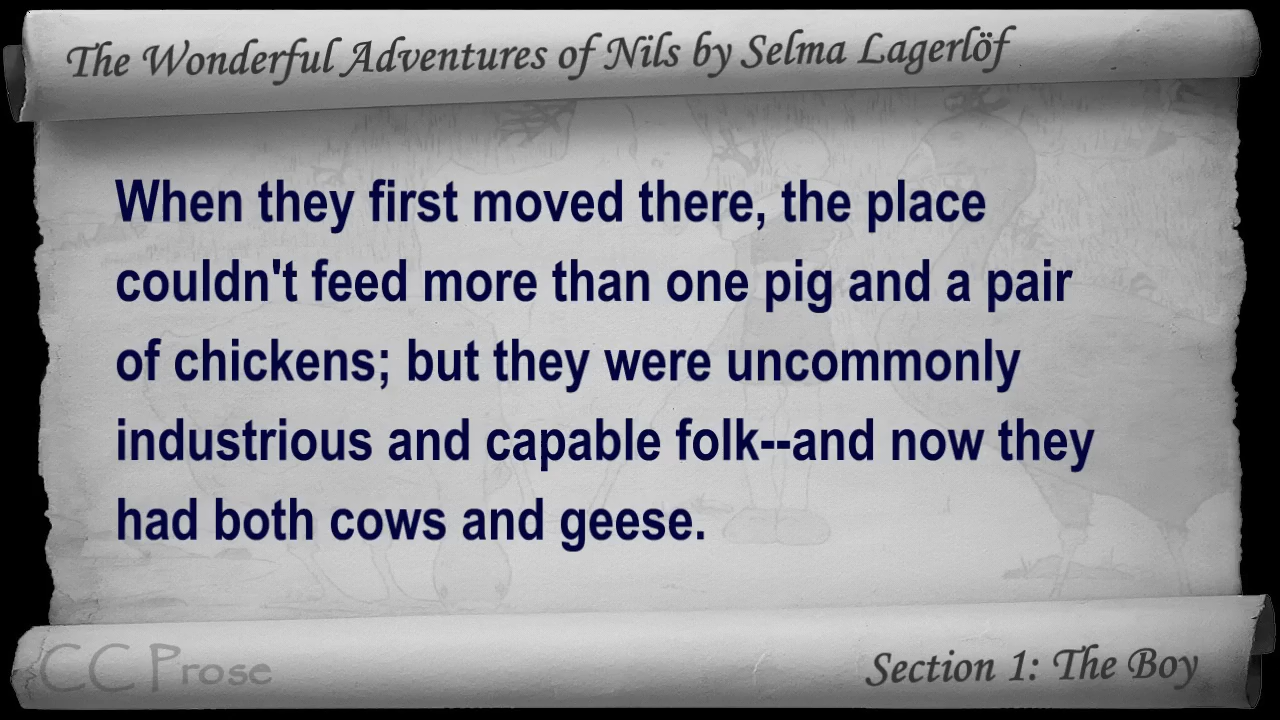 The Wonderful Adventures of Nils by Selma Lagerlöf
When they first moved there, the place
couldn't feed more than one pig and a pair
of chickens; but they were uncommonly
industrious and capable folk--and now they
had both cows and geese.
CC Prose
Section 1: The Boy